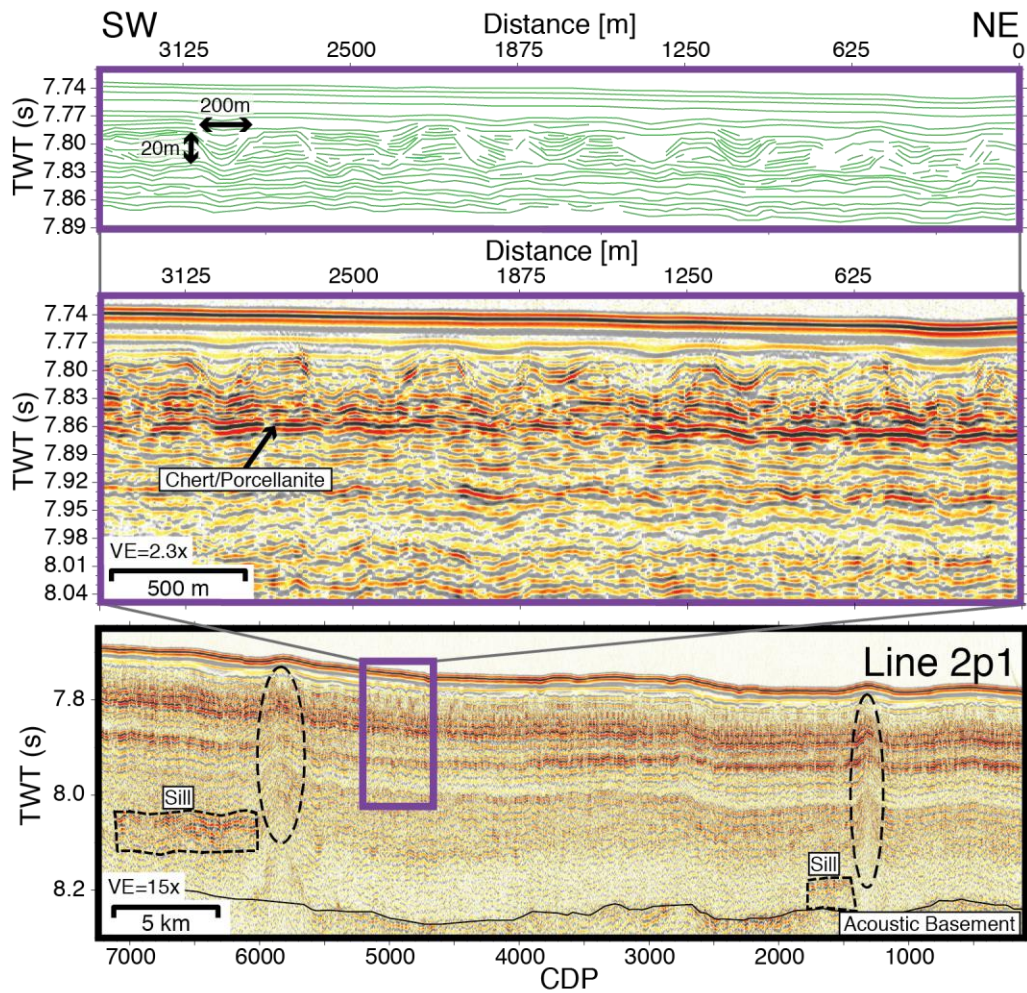 SW Distance [m] NE
3125 2500 1875 1250 625 0
TWT (s)
7.74
7.77
7.80
7.83
7.86
7.89
200m
20m
Distance [m]
3125 2500 1875 1250 625
TWT (s)
7.74
7.77
7.80
7.83
7.86
7.89
7.92
7.95
7.98
8.01
8.04
Chert/Porcellanite
VE=2.3x
500 m
Line 2p1
TWT (s)
7.8
8.0
8.2
Sill
Sill
VE=15x
5 km
Acoustic Basement
7000 6000 5000 4000 3000 2000 1000
CDP